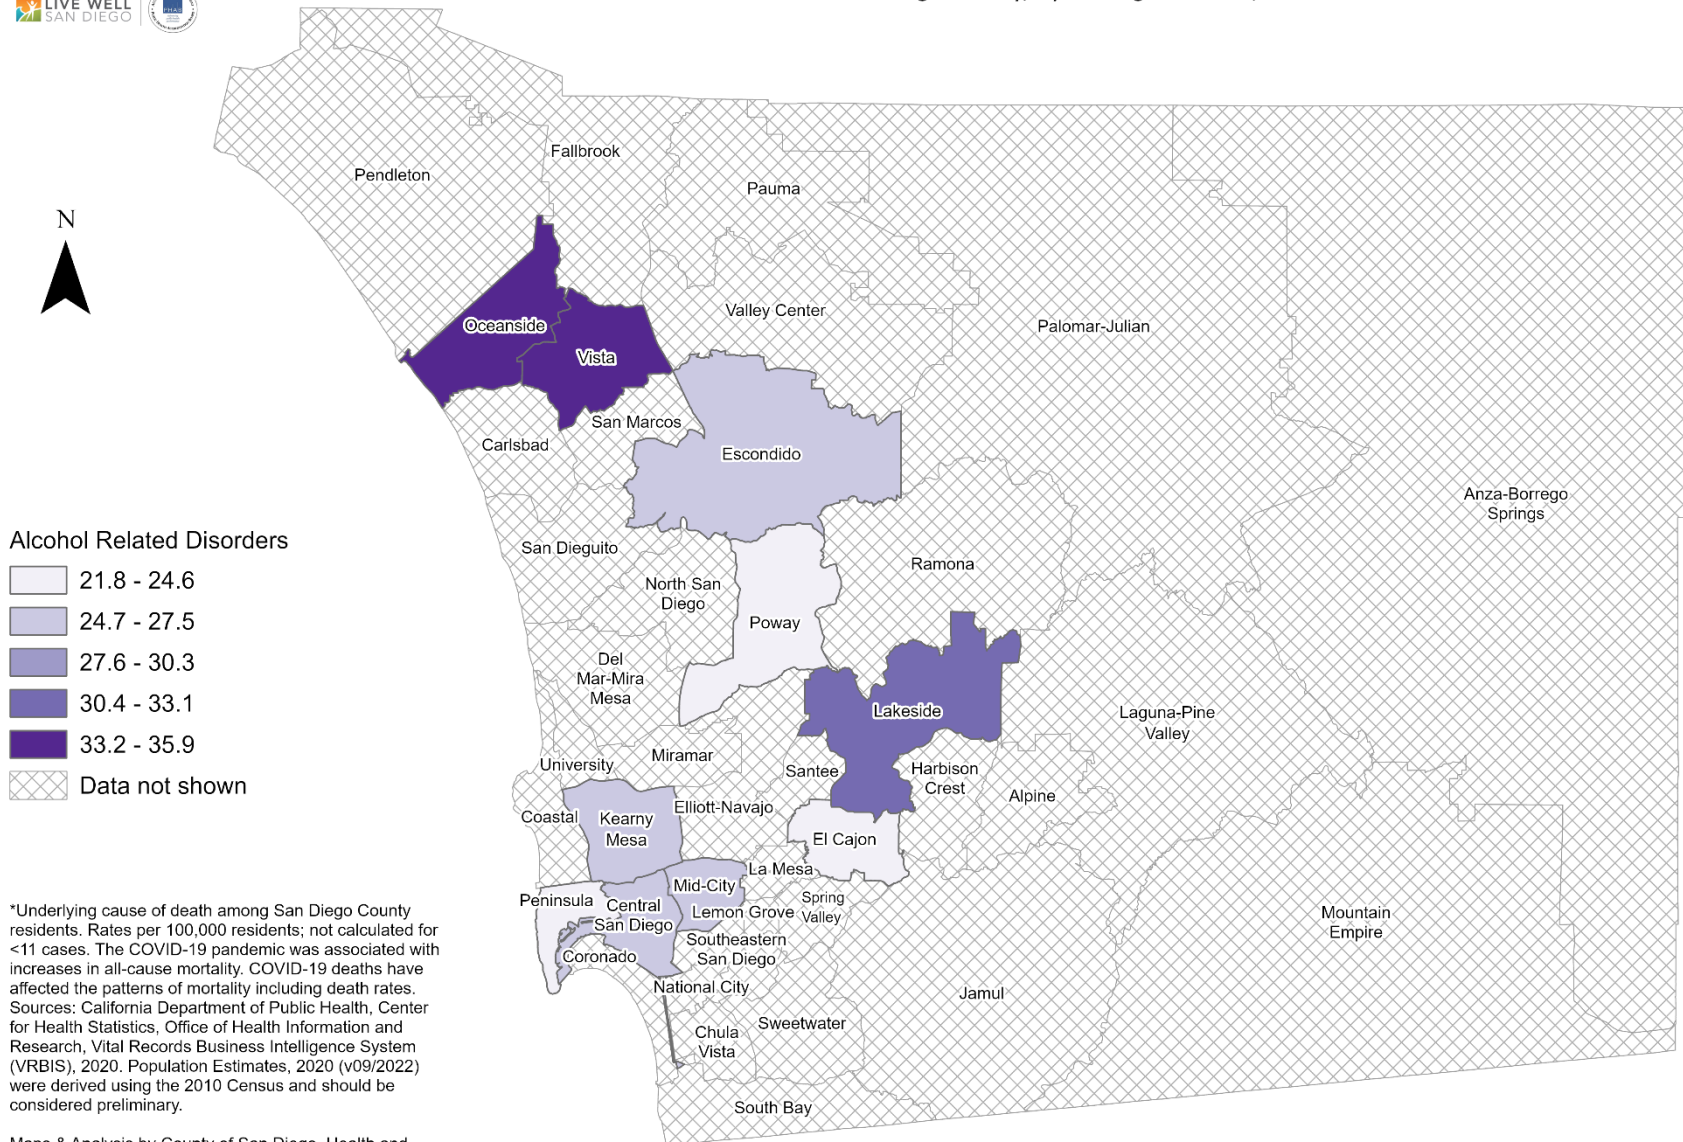 LIVE WELL
SAN DIEGO
Fallbrook
Pendleton
Pauma
N
Valley Center
Oceanside
Palomar-Julian
Vista
San Marcos
Carlsbad
Escondido
Anza-Borrego
Springs
Alcohol Related Disorders
21.8 - 24.6
24.7 - 27.5
27.6 - 30.3
30.4 - 33.1
33.2 - 35.9
Data not shown
San Dieguito
Ramona
North San
Diego
Poway
Del
Mar-Mira
Mesa
Lakeside
Laguna-Pine
Valley
Miramar
University
Santee
Harbison
Crest
Alpine
Elliott-Navajo
Coastal
Kearny
Mesa
El Cajon
La Mesa
Mid-City
Peninsula
Central
San Diego
Spring
Valley
Lemon Grove
Southeastern
San Diego
Coronado
Mountain
Empire
National City
Jamul
Sweetwater
Chula
Vista
South Bay
*Underlying cause of death among San Diego County
residents. Rates per 100,000 residents; not calculated for
<11 cases. The COVID-19 pandemic was associated with
increases in all-cause mortality. COVID-19 deaths have
affected the patterns of mortality including death rates.
Sources: California Department of Public Health, Center
for Health Statistics, Office of Health Information and
Research, Vital Records Business Intelligence System
(VRBIS), 2020. Population Estimates, 2020 (v09/2022)
were derived using the 2010 Census and should be
considered preliminary.
Maps & Analysis by County of San Diego, Health and